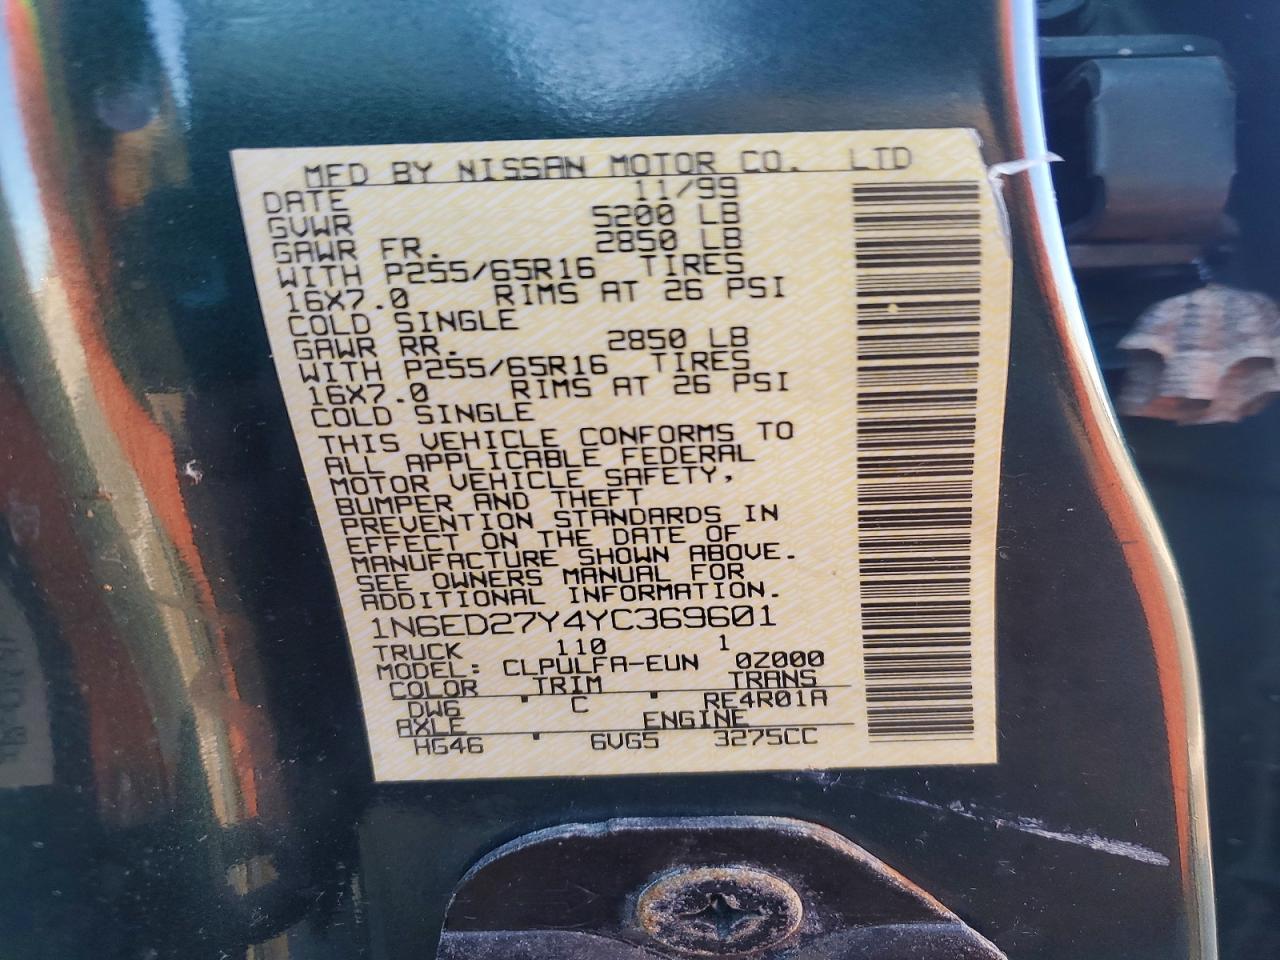 MFD BY NISSAN MOTOR CO. LTD
DATE 11/99
GVWR 5200 LB
GAWR FR. 2850 LB
WITH P255/65R16 TIRES
16X7.0 RIMS AT 26 PSI
COLD SINGLE
GAWR RR. 2850 LB
WITH P255/65R16 TIRES
16X7.0 RIMS AT 26 PSI
COLD SINGLE
THIS VEHICLE CONFORMS TO
ALL APPLICABLE FEDERAL
MOTOR VEHICLE SAFETY,
BUMPER AND THEFT
PREVENTION STANDARDS IN
EFFECT ON THE DATE OF
MANUFACTURE SHOWN ABOVE.
SEE OWNERS MANUAL FOR
ADDITIONAL INFORMATION.
1N6ED27Y4YC369601
TRUCK 110 1
MODEL: CLPULFA-EUN 0Z000
COLOR TRIM TRANS
DW6 C RE4R01A
AXLE ENGINE
HG46 6VG5 3275CC